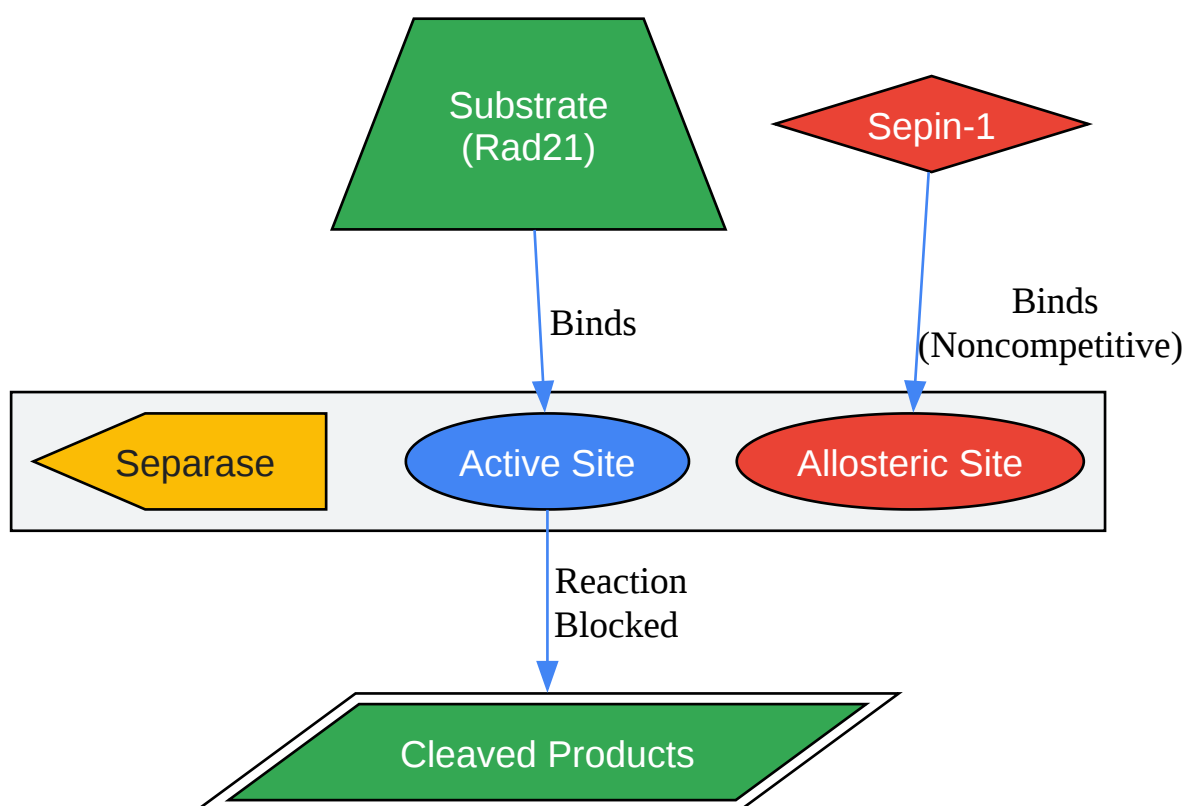 Substrate
(Rad21)
Sepin-1
Binds
Binds
(Noncompetitive)
Separase
Active Site
Allosteric Site
Reaction
Blocked
Cleaved Products